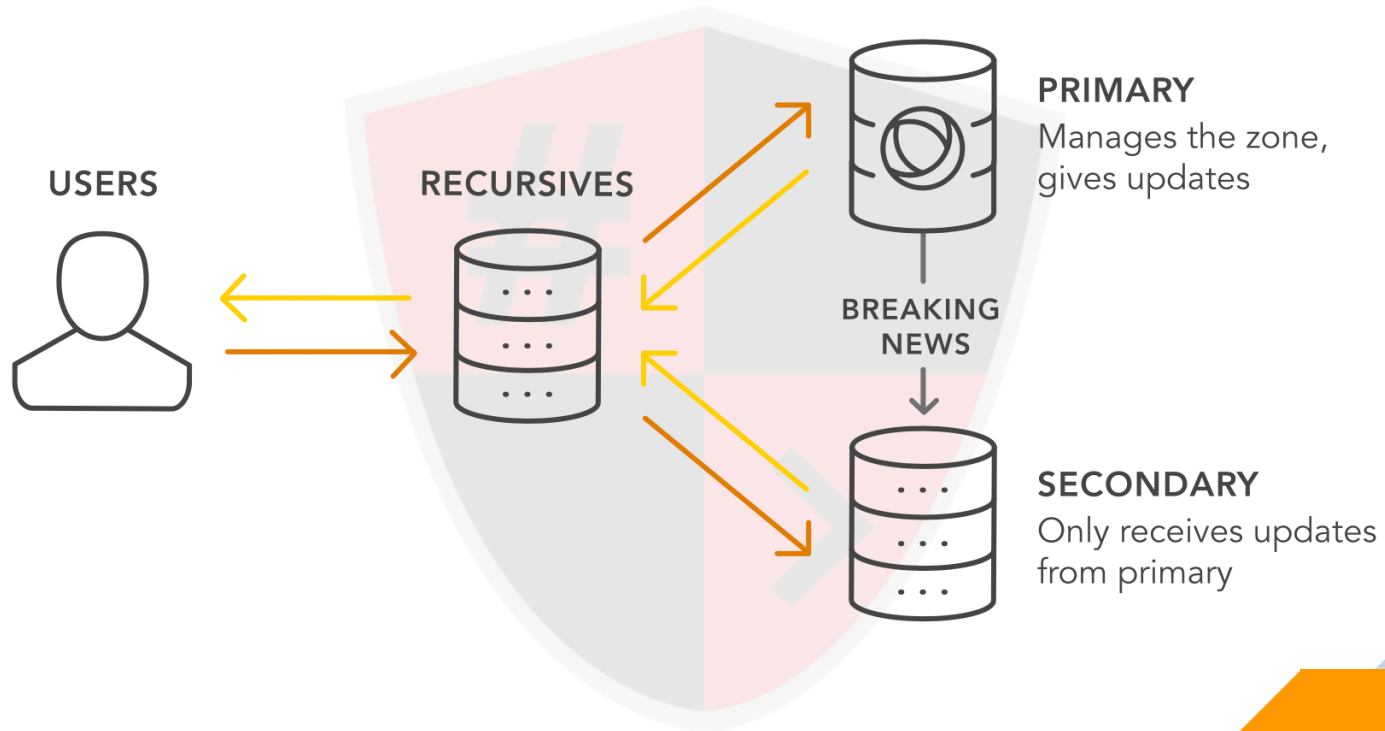 USERS
RECURSIVES
PRIMARY
Manages the zone,
gives updates
BREAKING
NEWS
SECONDARY
Only receives updates
from primary